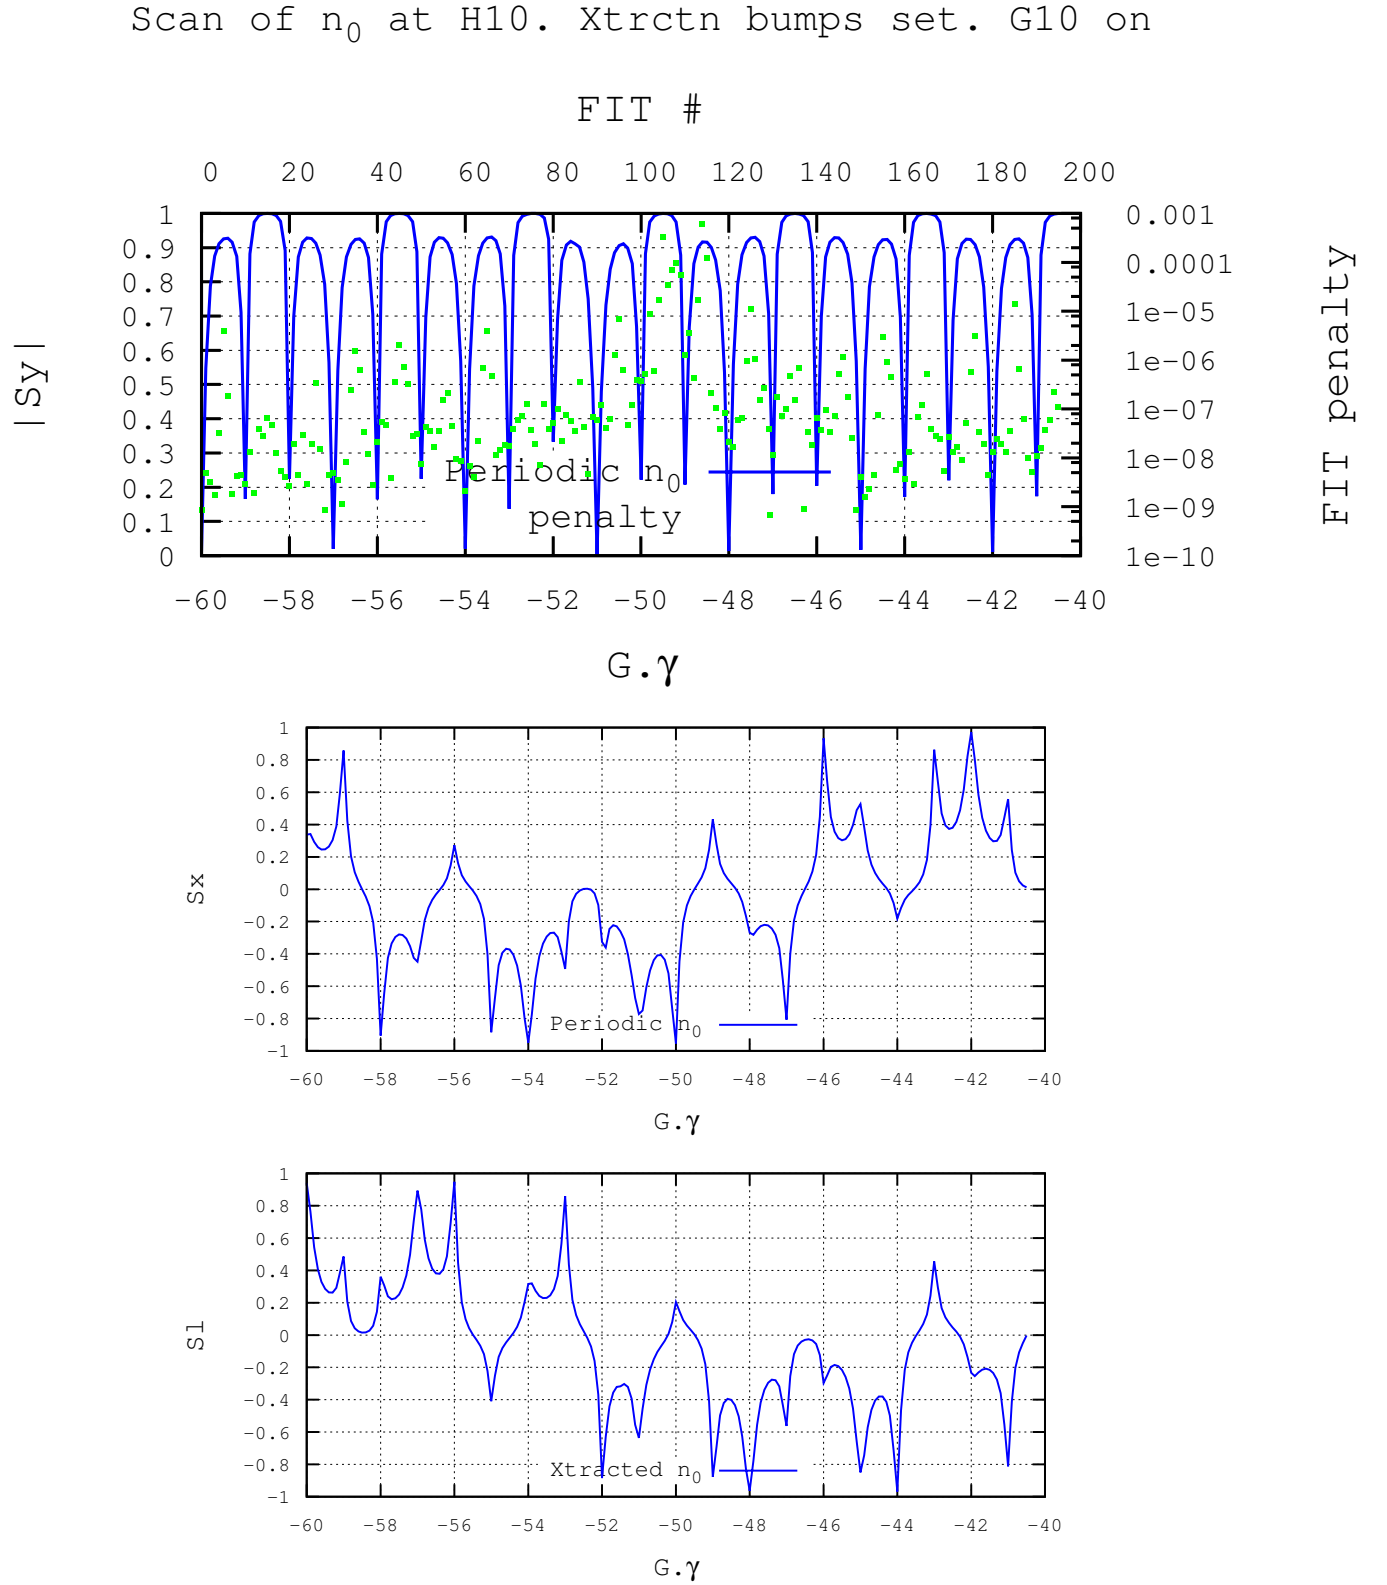 Scan of n0 at H10. Xtrctn bumps set. G10 on
FIT #
0 20 40 60 80 100 120 140 160 180 200
1 0.001
0.9
0.0001
0.8
0.7 1e−05
0.6 1e−06
0.5
0.4 1e−07
0.3 1e−08
0.2
0.1 1e−09
0 1e−10
|Sy|
FIT penalty
Periodic n0
penalty
−60 −58 −56 −54 −52 −50 −48 −46 −44 −42 −40
G.γ
1
0.8
0.6
0.4
0.2
0
−0.2
−0.4
−0.6
−0.8
−1
Sx
Periodic n0
−60 −58 −56 −54 −52 −50 −48 −46 −44 −42 −40
G.γ
1
0.8
0.6
0.4
0.2
0
−0.2
−0.4
−0.6
−0.8
−1
Sl
Xtracted n0
−60 −58 −56 −54 −52 −50 −48 −46 −44 −42 −40
G.γ